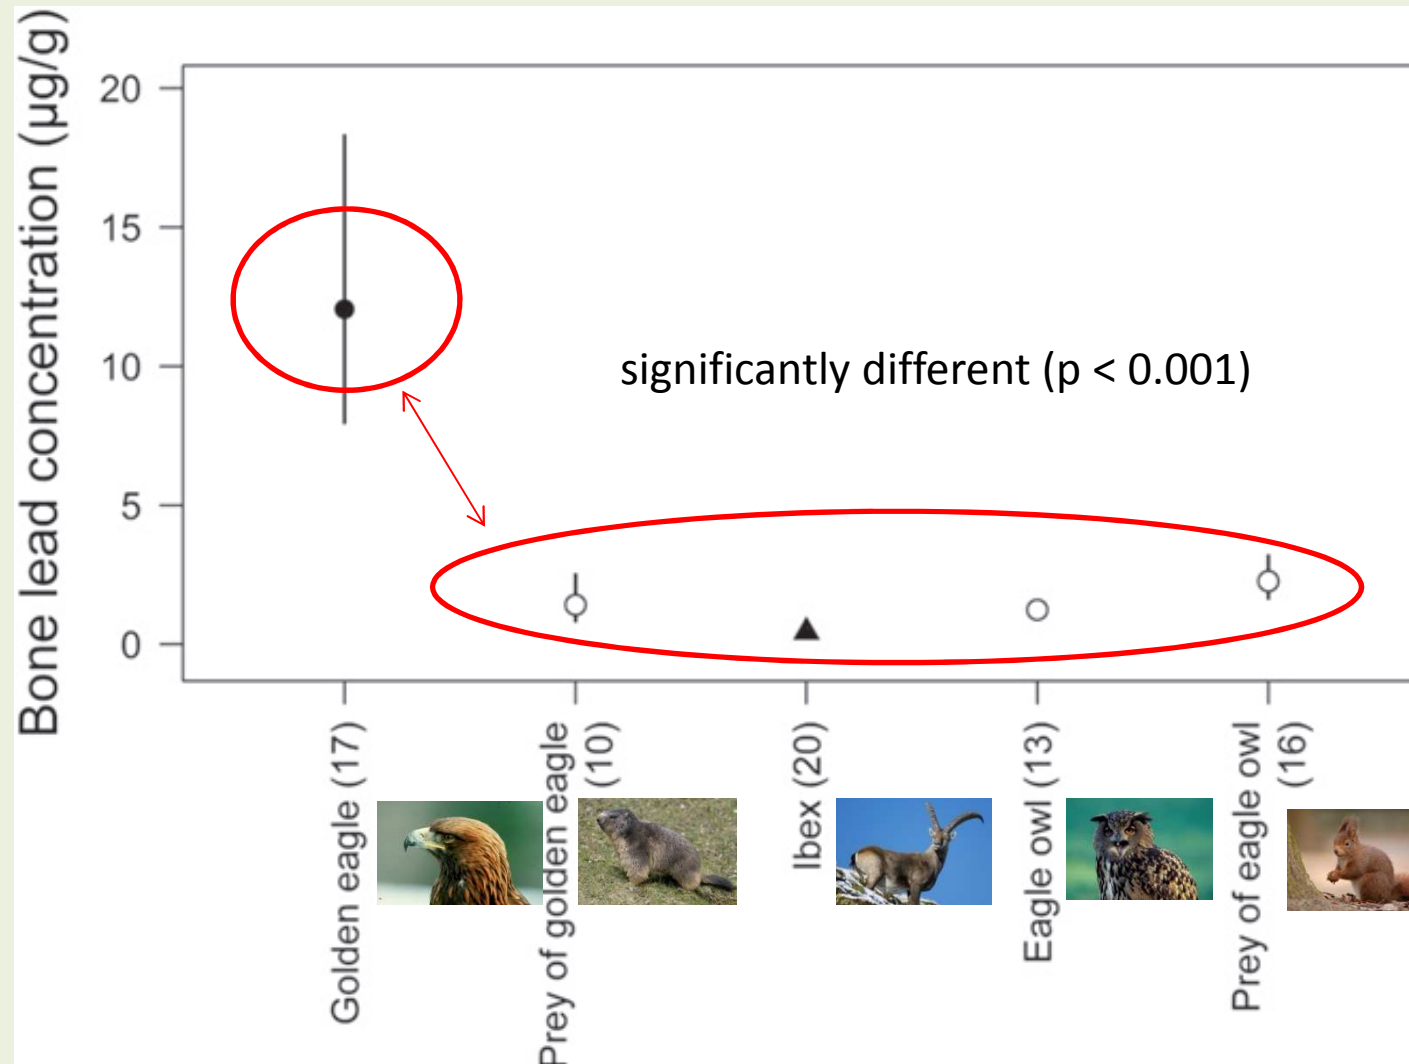 Bone lead concentration (µg/g)
20
15
10
5
0
significantly different (p < 0.001)
Golden eagle (17)
Prey of golden eagle
(10)
Ibex (20)
Eagle owl (13)
Prey of eagle owl
(16)